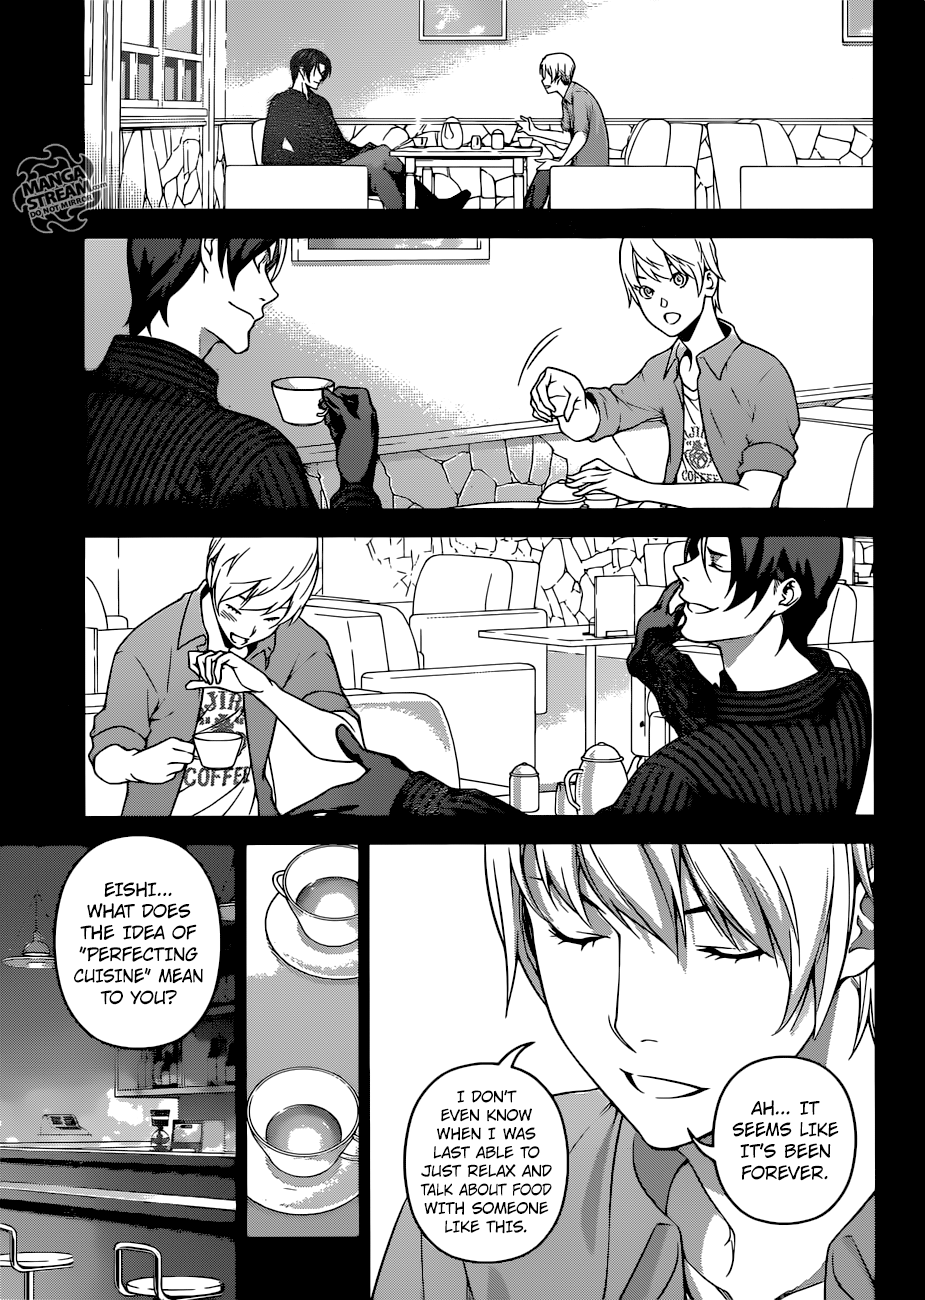 MANGA
STREAM.com
DO NOT MIRROR
COFFEE
COFFEE
AH... IT
SEEMS LIKE
IT'S BEEN
FOREVER.
I DON'T
EVEN KNOW
WHEN I WAS
LAST ABLE TO
JUST RELAX AND
TALK ABOUT FOOD
WITH SOMEONE
LIKE THIS.
EISHI...
WHAT DOES
THE IDEA OF
"PERFECTING
CUISINE" MEAN
TO YOU?